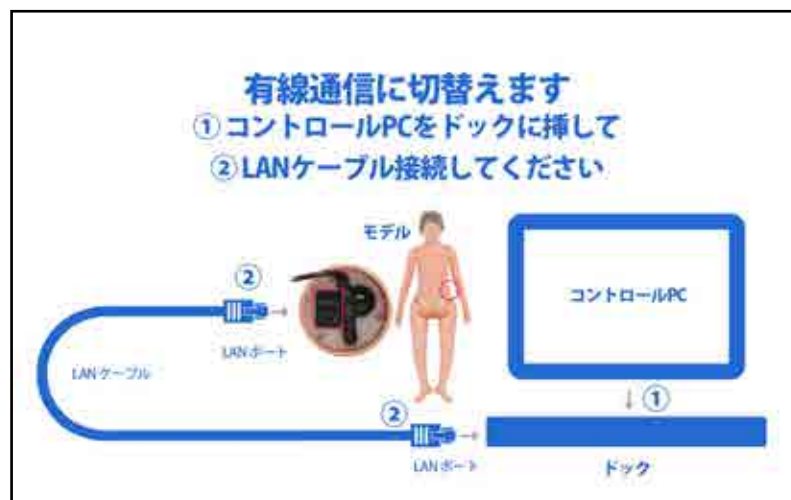 有線通信に切替えます
①コントロールPCをドックに挿して
②LANケーブル接続してください
モデル
②
コントロールPC
LANポート
LANケーブル
①
②
LANポート
ドック